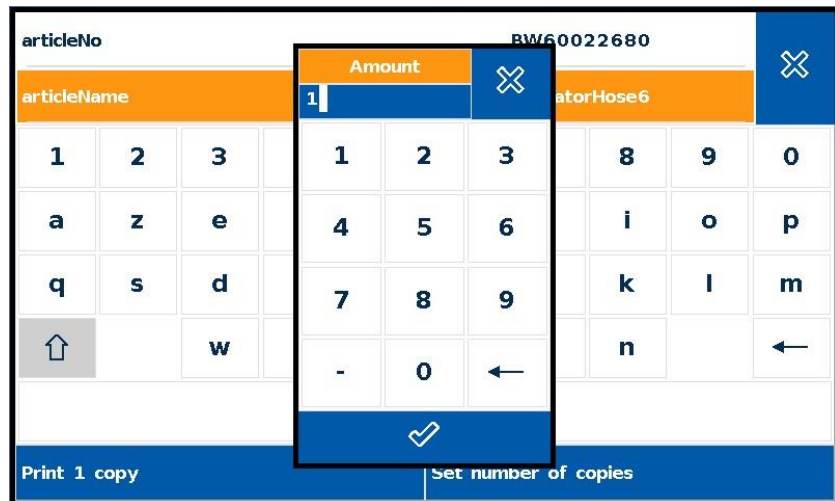 articleNo BW60022680
articleName atorHose6
1 2 3 8 9 0
a z e i o p
q s d k l m
w n
Amount
1
1 2 3
4 5 6
7 8 9
- 0
Print 1 copy
Set number of copies